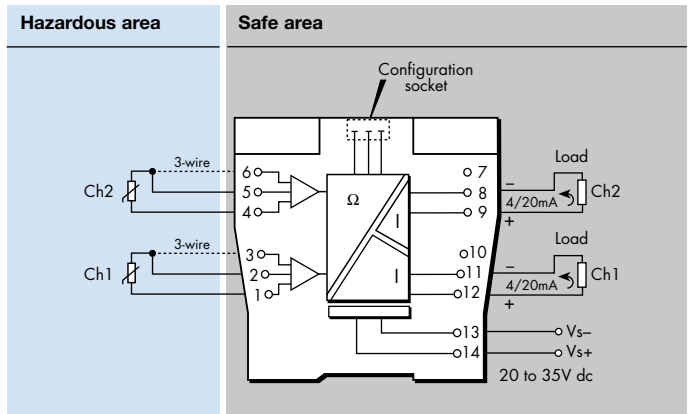 Hazardous area
Safe area
Configuration
socket
3-wire
6
5
4
Ch2
3-wire
3
2
1
Ch1
Ω
I
I
7
8
9
10
11
12
13
14
Load
–
4/20mA
+
Ch2
Load
–
4/20mA
+
Ch1
Vs–
Vs+
20 to 35V dc